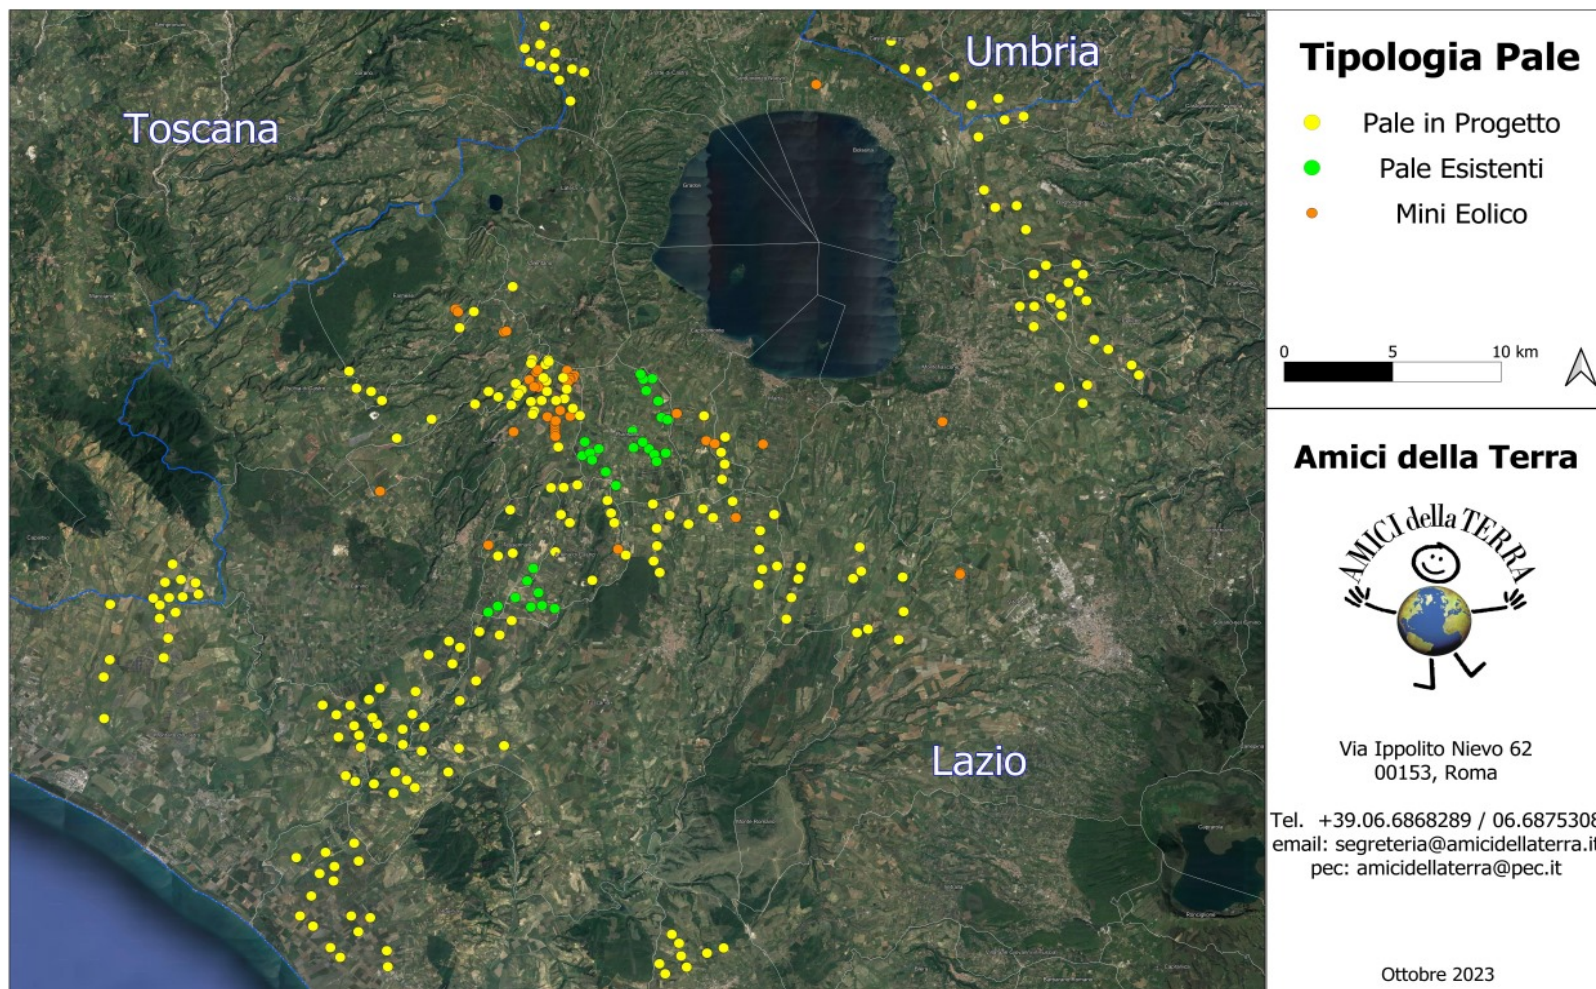 Toscana
Umbria
Lazio
Bolsena
Tipologia Pale
Pale in Progetto
Pale Esistenti
Mini Eolico
0 5 10 km
Amici della Terra
AMICI della TERRA
Via Ippolito Nievo 62
00153, Roma
Tel. +39.06.6868289 / 06.6875308
email: segreteria@amicidellaterra.it
pec: amicidellaterra@pec.it
Ottobre 2023